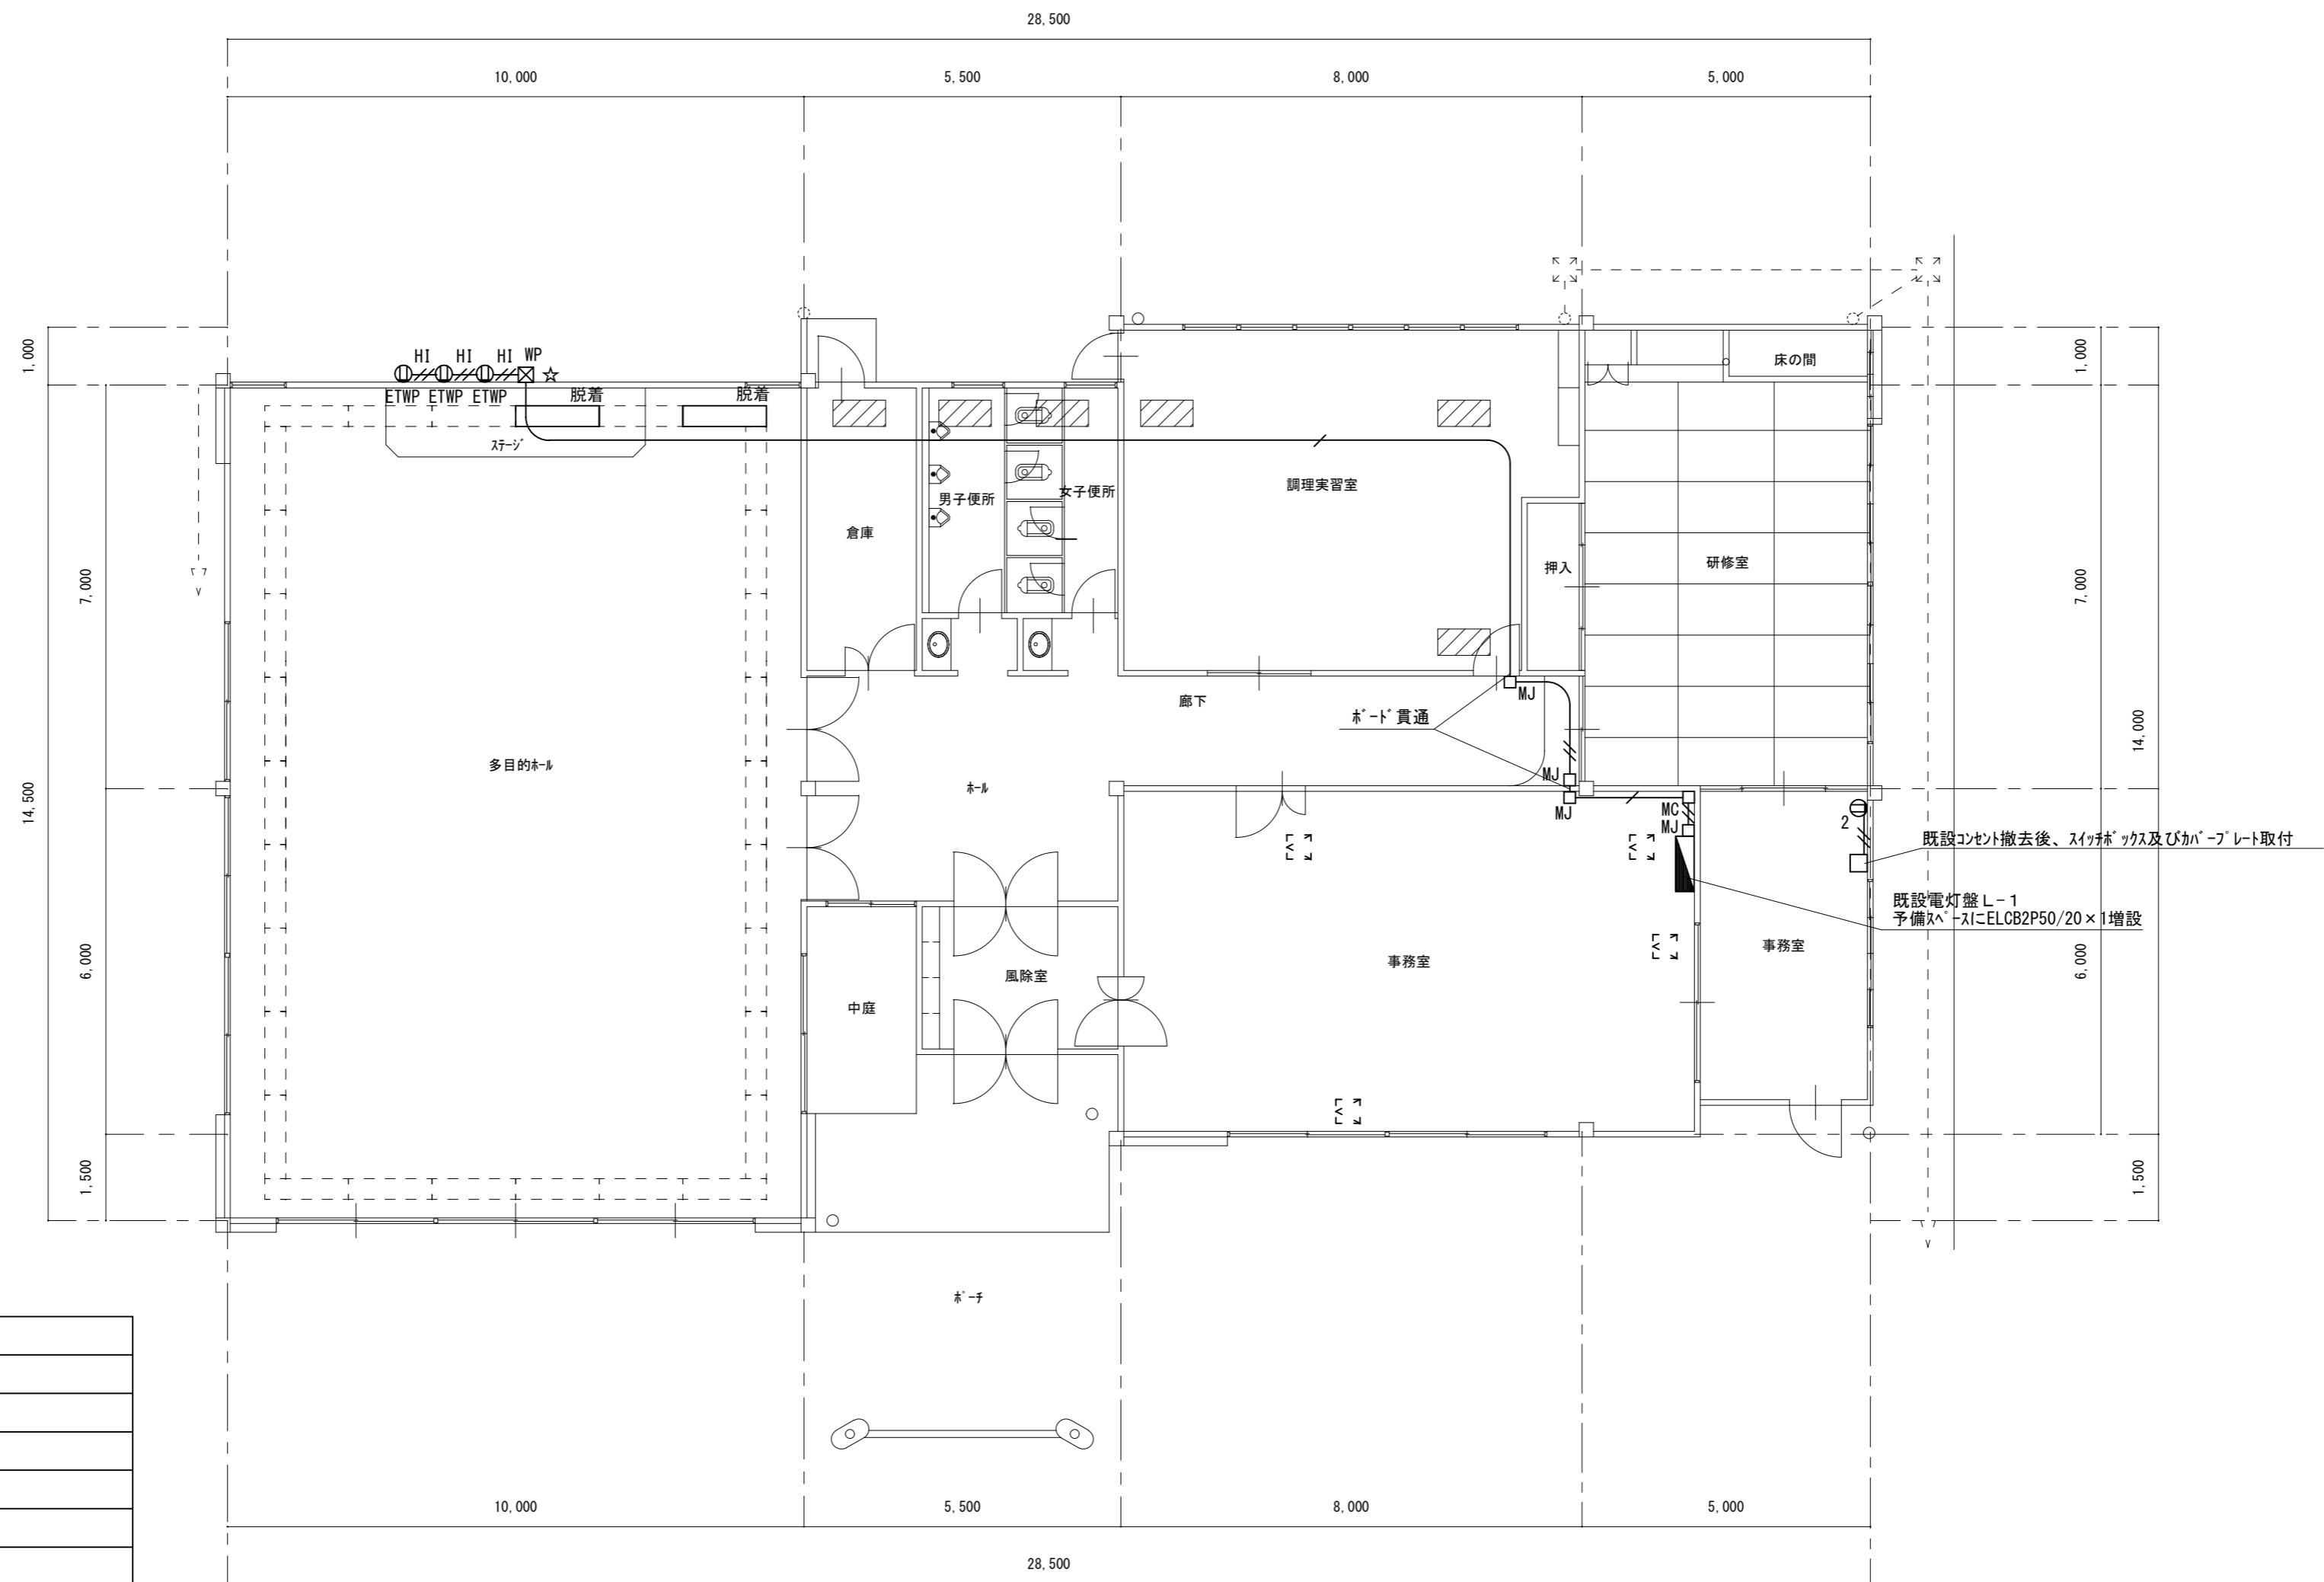 28,500
10,000
5,500
8,000
5,000
1,000
7,000
14,500
6,000
1,500
HI HI HI WP ☆
ETWP ETWP ETWP
脱着
脱着
ｽﾃｰｼﾞ
床の間
1,000
男子便所
女子便所
調理実習室
倉庫
押入
研修室
7,000
廊下
MJ
ﾎﾞｰﾄﾞ貫通
14,000
多目的ﾎｰﾙ
ﾎｰﾙ
MJ
MJ
MC
MJ
2
既設ｺﾝｾﾝﾄ撤去後、ｽｲｯﾁﾎﾞｯｸｽ及びｶﾊﾞｰﾌﾟﾚｰﾄ取付
既設電灯盤Ｌ-１
予備ｽﾍﾟｰｽにELCB2P50/20×1増設
風除室
事務室
事務室
中庭
6,000
1,500
ﾎﾟｰﾁ
10,000
5,500
8,000
5,000
28,500